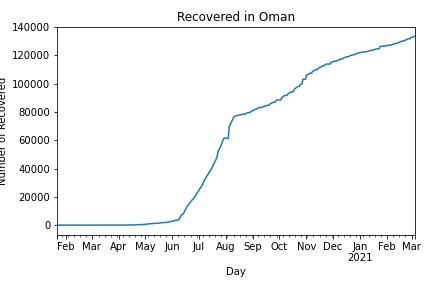 Recovered in Oman
Number of Recovered
140000
120000
100000
80000
60000
40000
20000
0
Feb Mar Apr May Jun Jul Aug Sep Oct Nov Dec Jan Feb Mar
2021
Day